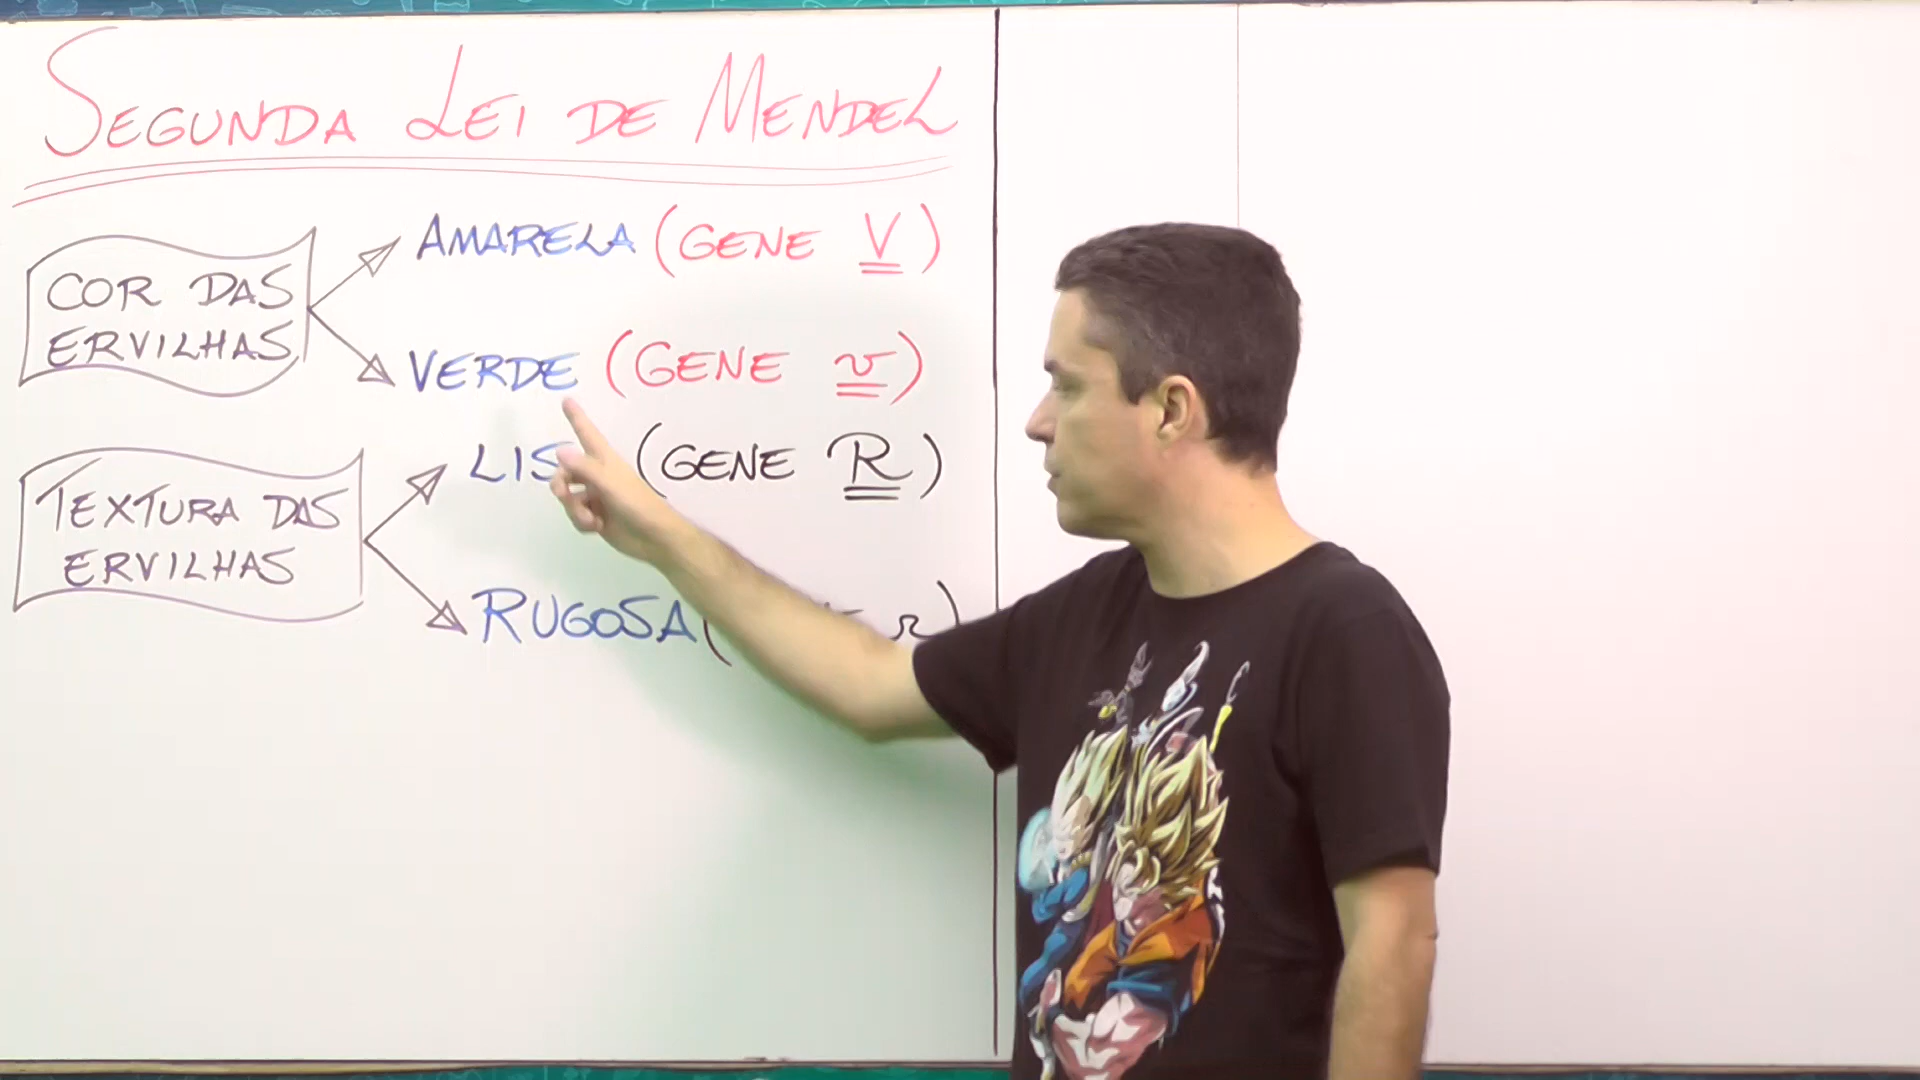 SEGUNDA LEI DE MENDEL
COR DAS
ERVILHAS
AMARELA (GENE V)
VERDE (GENE v)
TEXTURA DAS
ERVILHAS
(GENE R)
RUGOSA ( r)